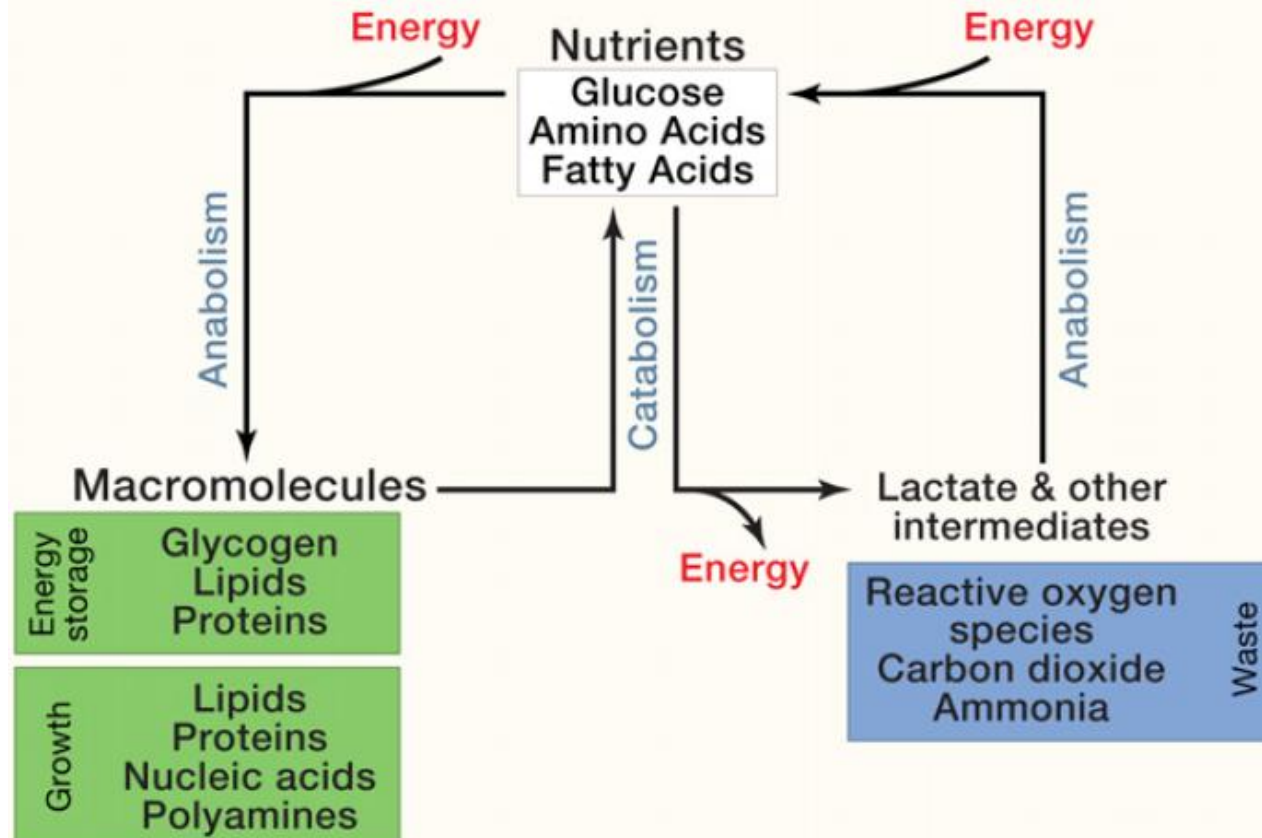 Energy
Nutrients
Energy
Glucose
Amino Acids
Fatty Acids
Anabolism
Catabolism
Anabolism
Macromolecules
Energy
storage
Glycogen
Lipids
Proteins
Growth
Lipids
Proteins
Nucleic acids
Polyamines
Energy
Lactate & other
intermediates
Reactive oxygen
species
Carbon dioxide
Ammonia
Waste